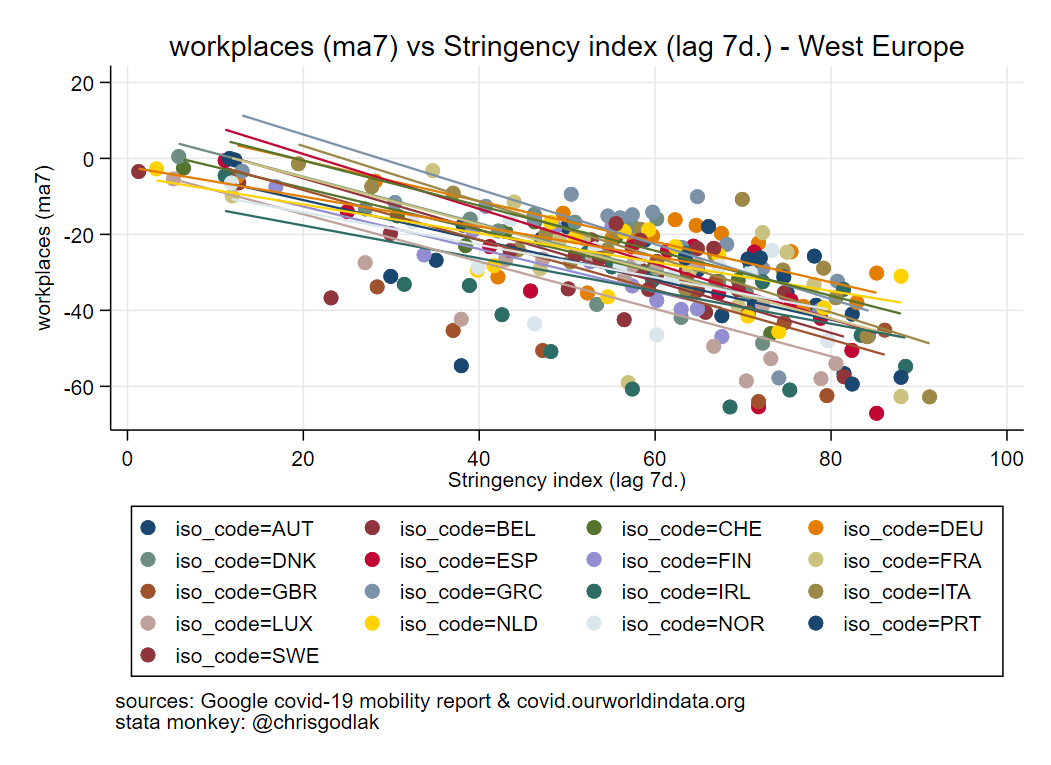 workplaces (ma7) vs Stringency index (lag 7d.) - West Europe
workplaces (ma7)
20
0
-20
-40
-60
0 20 40 60 80 100
Stringency index (lag 7d.)
iso_code=AUT iso_code=BEL iso_code=CHE iso_code=DEU
iso_code=DNK iso_code=ESP iso_code=FIN iso_code=FRA
iso_code=GBR iso_code=GRC iso_code=IRL iso_code=ITA
iso_code=LUX iso_code=NLD iso_code=NOR iso_code=PRT
iso_code=SWE
sources: Google covid-19 mobility report & covid.ourworldindata.org
stata monkey: @chrisgodlak